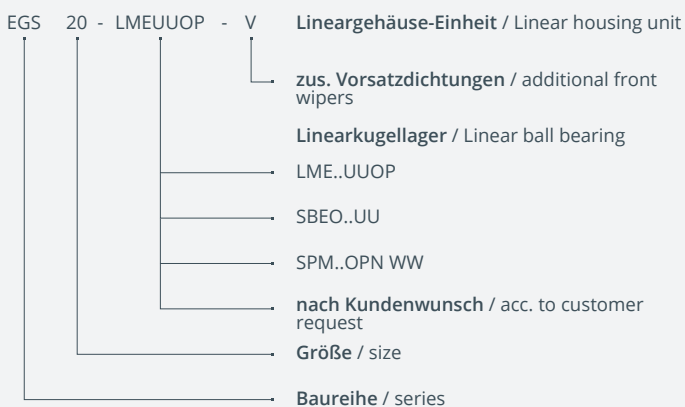 EGS 20 - LMEUUOP - V Lineargehäuse-Einheit / Linear housing unit
zus. Vorsatzdichtungen / additional front
wipers
Linearkugellager / Linear ball bearing
LME..UUOP
SBEO..UU
SPM..OPN WW
nach Kundenwunsch / acc. to customer
request
Größe / size
Baureihe / series